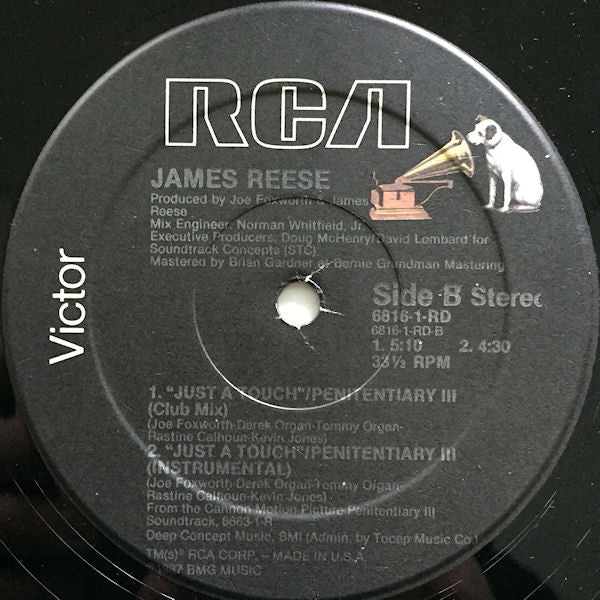 RCA
Victor
JAMES REESE
Produced by Joe Foxworth & James
Reese
Mix Engineer: Norman Whitfield, Jr.
Executive Producers: Doug McHenry/David Lombard for
Soundtrack Concepts (STC)
Mastered by Brian Gardner at Bernie Grundman Mastering
Side B Stereo
6816-1-RD
6816-1-RD-B
1. 5:10 2. 4:30
33⅓ RPM
1. "JUST A TOUCH"/PENITENTIARY III
(Club Mix)
(Joe Foxworth-Derek Organ-Tommy Organ-
Rastine Calhoun-Kevin Jones)
2. "JUST A TOUCH"/PENITENTIARY III
(INSTRUMENTAL)
(Joe Foxworth-Derek Organ-Tommy Organ-
Rastine Calhoun-Kevin Jones)
From the Cannon Motion Picture Penitentiary III
Soundtrack, 6663-1-R
Deep Concept Music, BMI (Admin. by Tocep Music Co.)
TM(s) ® RCA CORP. – MADE IN U.S.A.
1987 BMG MUSIC